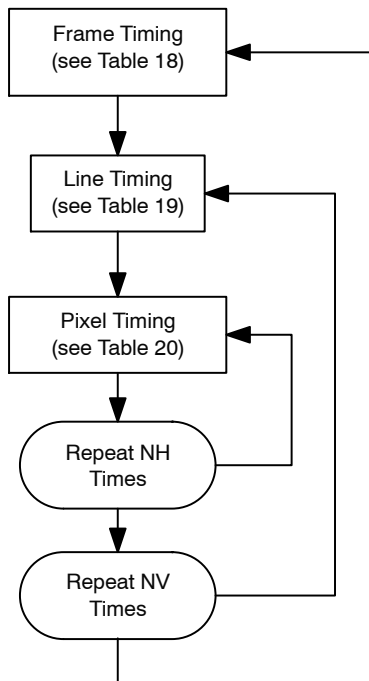 Frame Timing
(see Table 18)
Line Timing
(see Table 19)
Pixel Timing
(see Table 20)
Repeat NH
Times
Repeat NV
Times